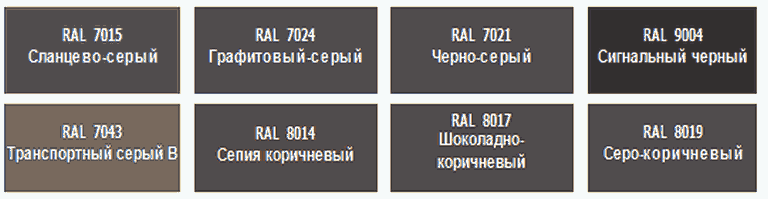 RAL 7015
Сланцево-серый
RAL 7024
Графитовый-серый
RAL 7021
Черно-серый
RAL 9004
Сигнальный черный
RAL 7043
Транспортный серый В
RAL 8014
Сепия коричневый
RAL 8017
Шоколадно-
коричневый
RAL 8019
Серо-коричневый